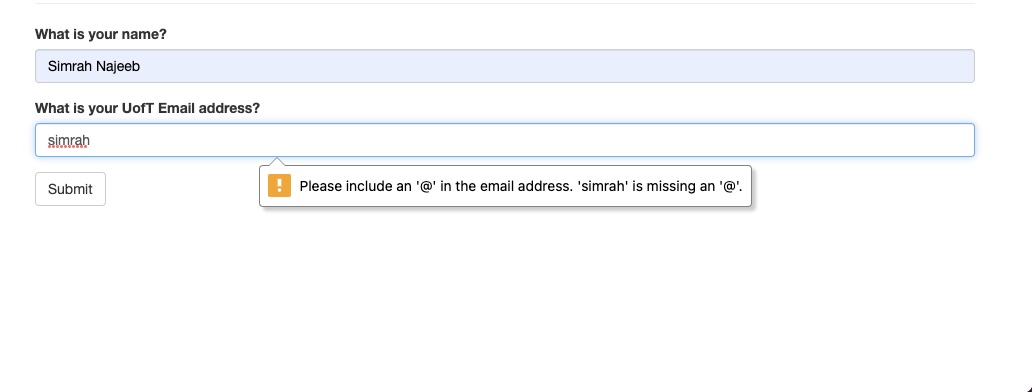 What is your name?
Simrah Najeeb
What is your UofT Email address?
simrah
Please include an '@' in the email address. 'simrah' is missing an '@'.
Submit